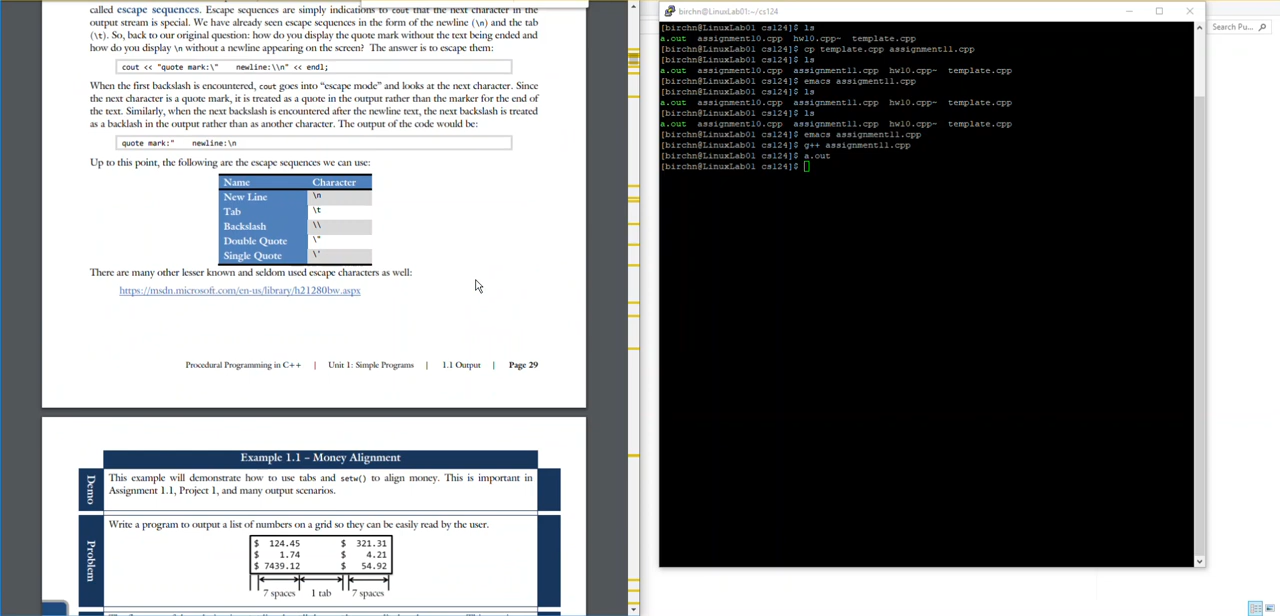 called escape sequences. Escape sequences are simply indications to cout that the next character in the
output stream is special. We have already seen escape sequences in the form of the newline (\n) and the tab
(\t). So, back to our original question: how do you display the quote mark without the text being ended and
how do you display \n without a newline appearing on the screen? The answer is to escape them:
cout << "quote mark:\" newline:\\n" << endl;
When the first backslash is encountered, cout goes into “escape mode” and looks at the next character. Since
the next character is a quote mark, it is treated as a quote in the output rather than the marker for the end of
the text. Similarly, when the next backslash is encountered after the newline text, the next backslash is treated
as a backslash in the output rather than as another character. The output of the code would be:
quote mark:" newline:\n
Up to this point, the following are the escape sequences we can use:
Name Character
New Line \n
Tab \t
Backslash \\
Double Quote \"
Single Quote \'
There are many other lesser known and seldom used escape characters as well:
https://msdn.microsoft.com/en-us/library/h21280bw.aspx
Procedural Programming in C++ | Unit 1: Simple Programs | 1.1 Output | Page 29
Example 1.1 – Money Alignment
Demo
This example will demonstrate how to use tabs and setw() to align money. This is important in
Assignment 1.1, Project 1, and many output scenarios.
Problem
Write a program to output a list of numbers on a grid so they can be easily read by the user.
$ 124.45 $ 321.31
$ 1.74 $ 4.21
$ 7439.12 $ 54.92
7 spaces 1 tab 7 spaces
birchn@LinuxLab01:~/cs124
[birchn@LinuxLab01 cs124]$ ls
a.out assignment10.cpp hw10.cpp~ template.cpp
[birchn@LinuxLab01 cs124]$ cp template.cpp assignment11.cpp
[birchn@LinuxLab01 cs124]$ ls
a.out assignment10.cpp assignment11.cpp hw10.cpp~ template.cpp
[birchn@LinuxLab01 cs124]$ emacs assignment11.cpp
[birchn@LinuxLab01 cs124]$ ls
a.out assignment10.cpp assignment11.cpp hw10.cpp~ template.cpp
[birchn@LinuxLab01 cs124]$ ls
a.out assignment10.cpp assignment11.cpp hw10.cpp~ template.cpp
[birchn@LinuxLab01 cs124]$ emacs assignment11.cpp
[birchn@LinuxLab01 cs124]$ g++ assignment11.cpp
[birchn@LinuxLab01 cs124]$ a.out
[birchn@LinuxLab01 cs124]$
Search Pu...